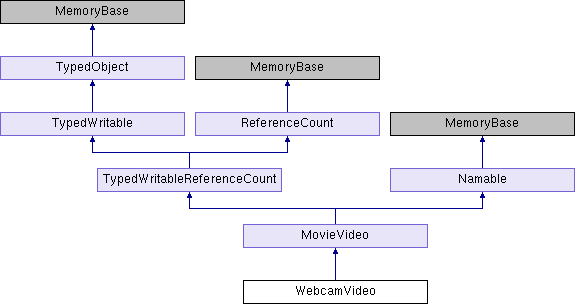 MemoryBase
TypedObject
MemoryBase
TypedWritable
ReferenceCount
MemoryBase
TypedWritableReferenceCount
Namable
MovieVideo
WebcamVideo